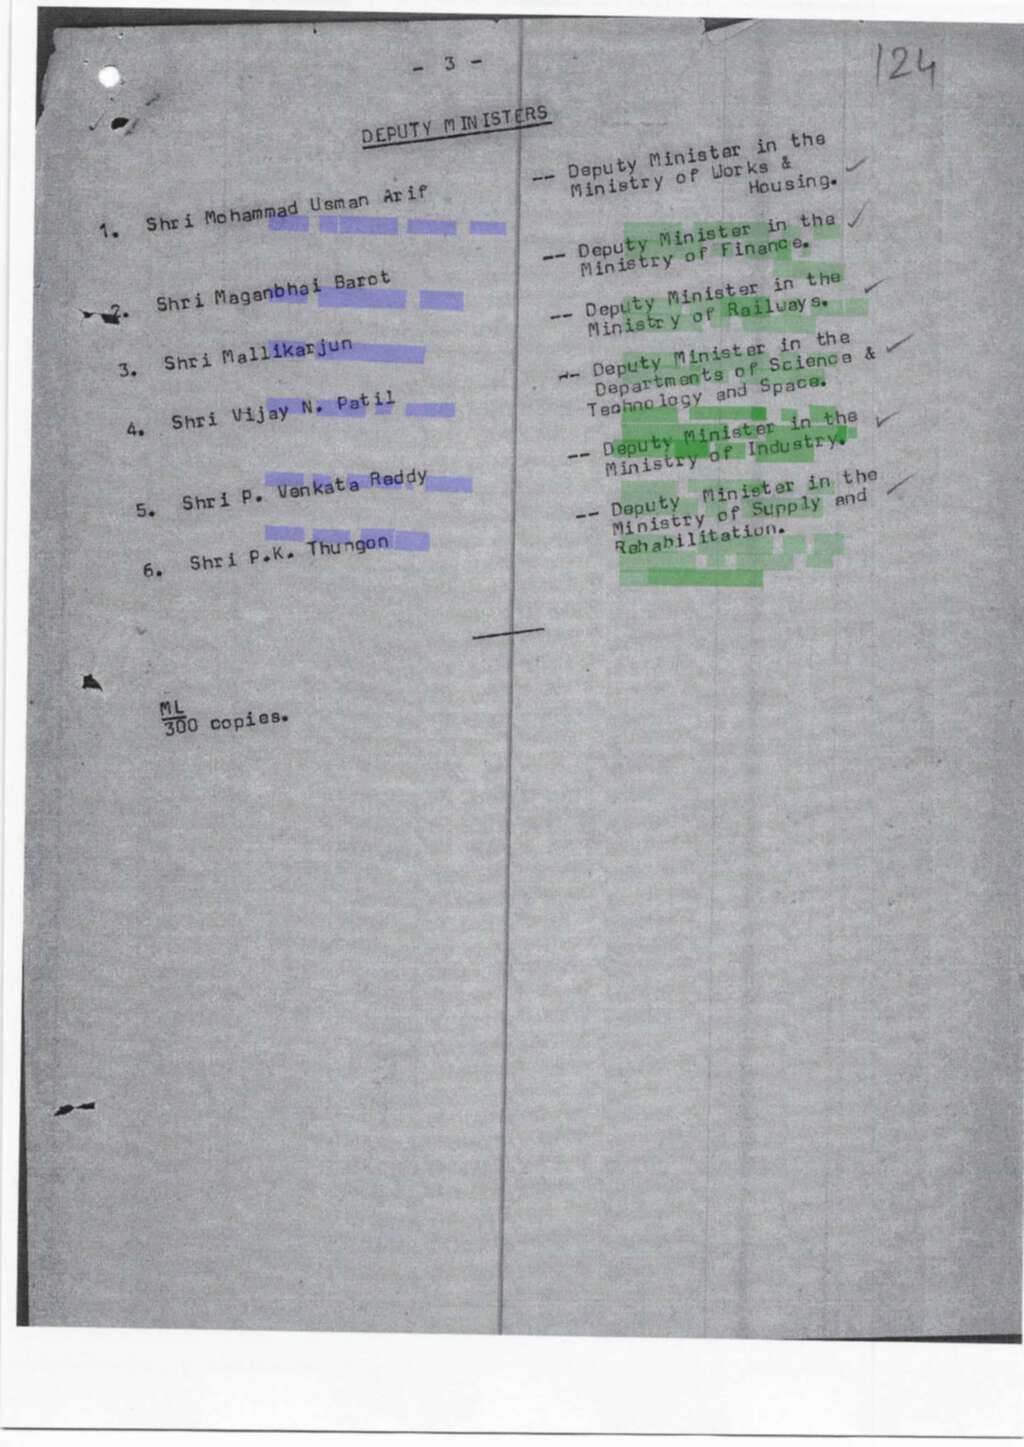 - 3 -
124
DEPUTY MINISTERS
1. Shri Mohammad Usman Arif -- Deputy Minister in the
Ministry of Works &
Housing.
2. Shri Maganbhai Barot -- Deputy Minister in the
Ministry of Finance.
3. Shri Mallikarjun -- Deputy Minister in the
Ministry of Railways.
4. Shri Vijay N. Patil -- Deputy Minister in the
Departments of Science &
Technology and Space.
5. Shri P. Venkata Reddy -- Deputy Minister in the
Ministry of Industry.
6. Shri P.K. Thungon -- Deputy Minister in the
Ministry of Supply and
Rehabilitation.
ML
300 copies.